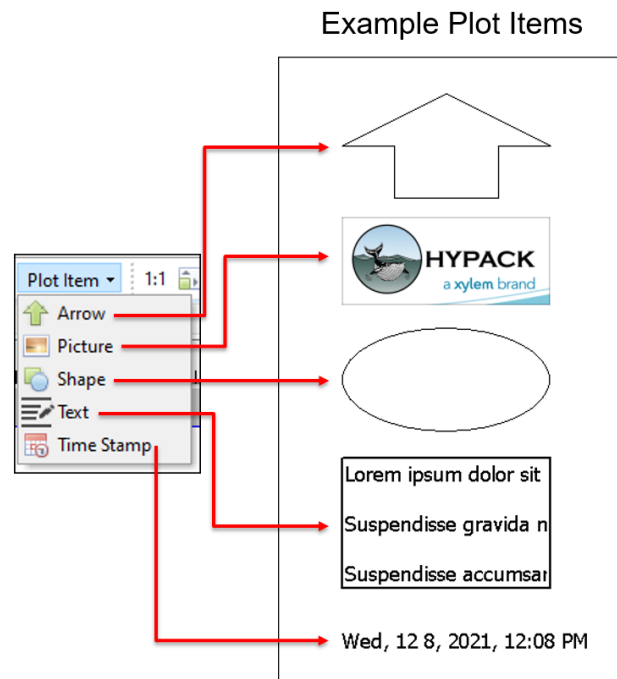 Example Plot Items
Plot Item
1:1
Arrow
Picture
Shape
Text
Time Stamp
HYPACK
a xylem brand
Lorem ipsum dolor sit
Suspendisse gravida n
Suspendisse accumsar
Wed, 12 8, 2021, 12:08 PM